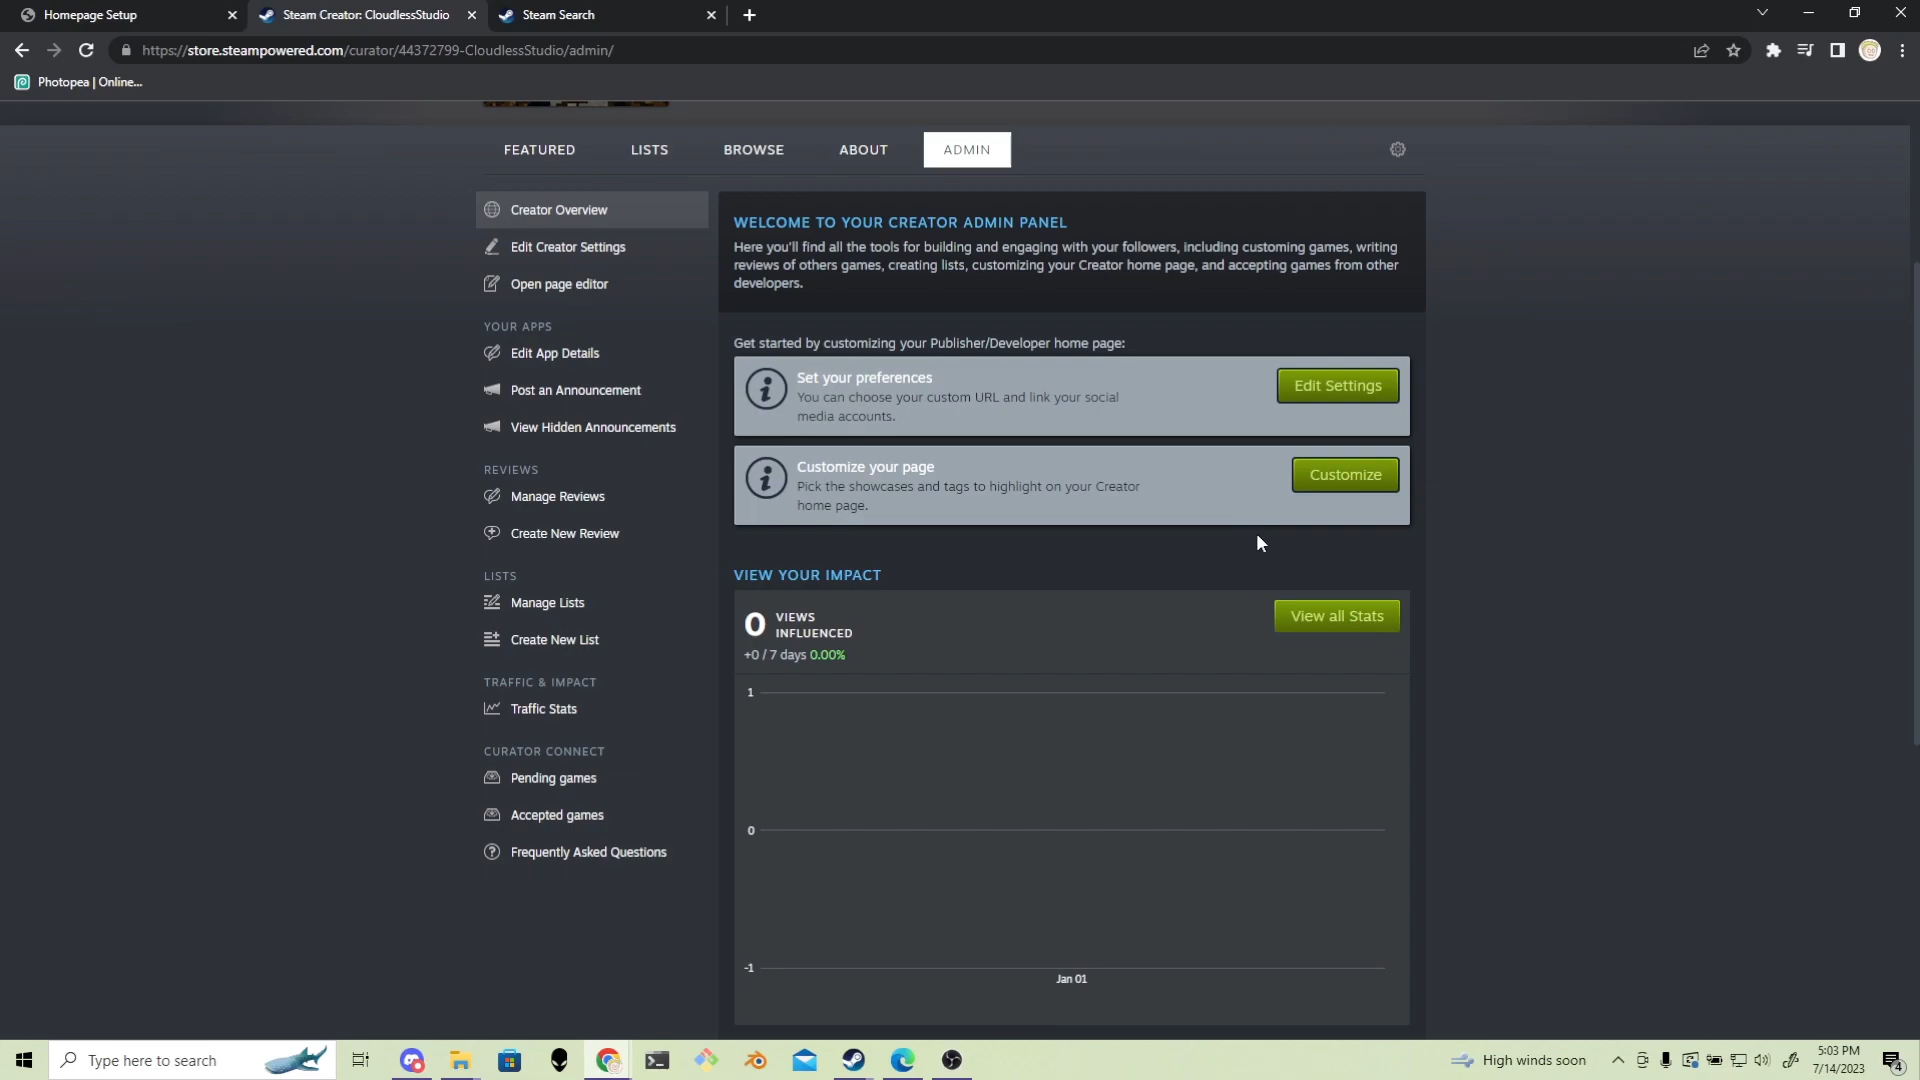 Homepage Setup
Steam Creator: CloudlessStudio
Steam Search
https://store.steampowered.com/curator/44372799-CloudlessStudio/admin/
Photopea | Online...
FEATURED
LISTS
BROWSE
ABOUT
ADMIN
Creator Overview
Edit Creator Settings
Open page editor
YOUR APPS
Edit App Details
Post an Announcement
View Hidden Announcements
REVIEWS
Manage Reviews
Create New Review
LISTS
Manage Lists
Create New List
TRAFFIC & IMPACT
Traffic Stats
CURATOR CONNECT
Pending games
Accepted games
Frequently Asked Questions
WELCOME TO YOUR CREATOR ADMIN PANEL
Here you'll find all the tools for building and engaging with your followers, including customing games, writing
reviews of others games, creating lists, customizing your Creator home page, and accepting games from other
developers.
Get started by customizing your Publisher/Developer home page:
Set your preferences
You can choose your custom URL and link your social
media accounts.
Edit Settings
Customize your page
Pick the showcases and tags to highlight on your Creator
home page.
Customize
VIEW YOUR IMPACT
0 VIEWS
INFLUENCED
+0 / 7 days 0.00%
View all Stats
1
0
-1
Jan 01
Type here to search
High winds soon
5:03 PM
7/14/2023
4